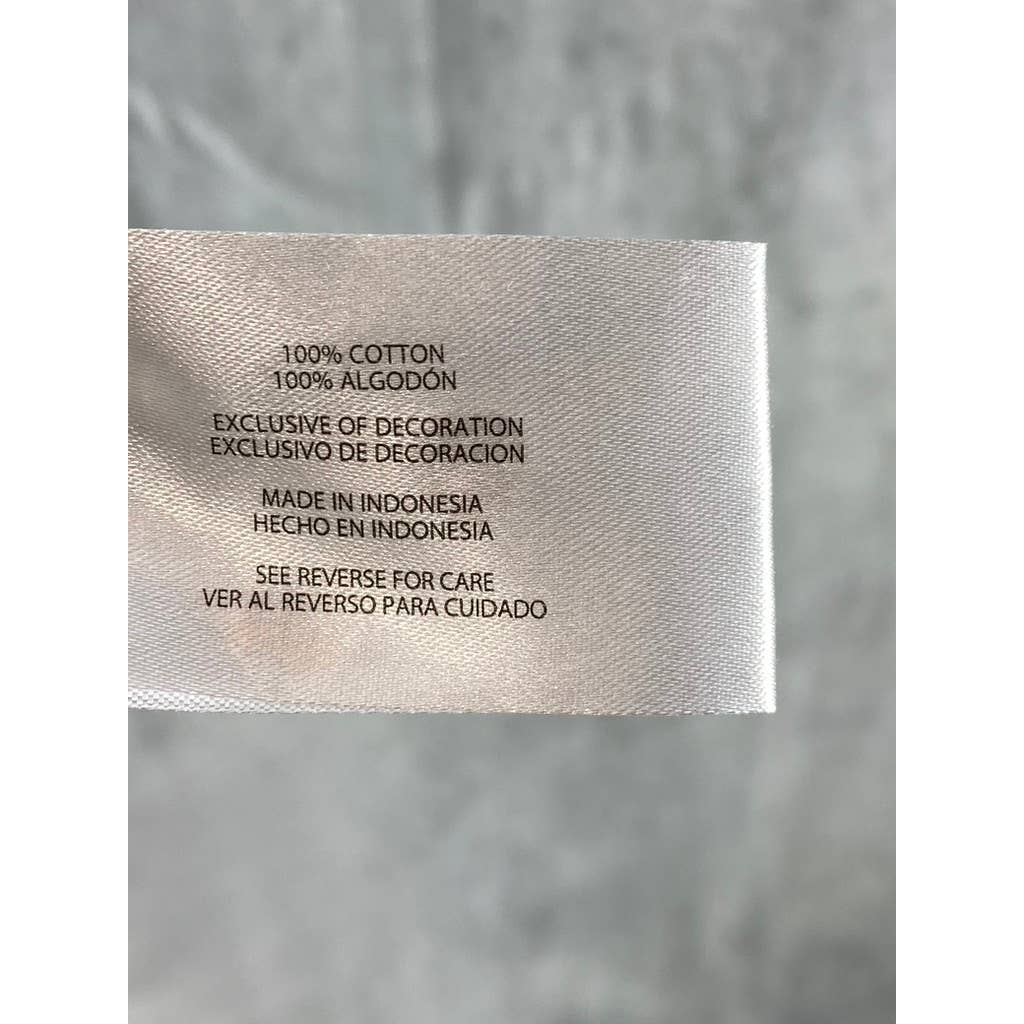 100% COTTON
100% ALGODÓN
EXCLUSIVE OF DECORATION
EXCLUSIVO DE DECORACION
MADE IN INDONESIA
HECHO EN INDONESIA
SEE REVERSE FOR CARE
VER AL REVERSO PARA CUIDADO